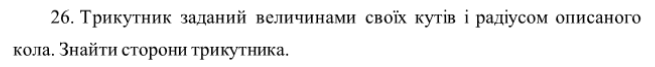 26. Трикутник заданий величинами своїх кутів і радіусом описаного
кола. Знайти сторони трикутника.